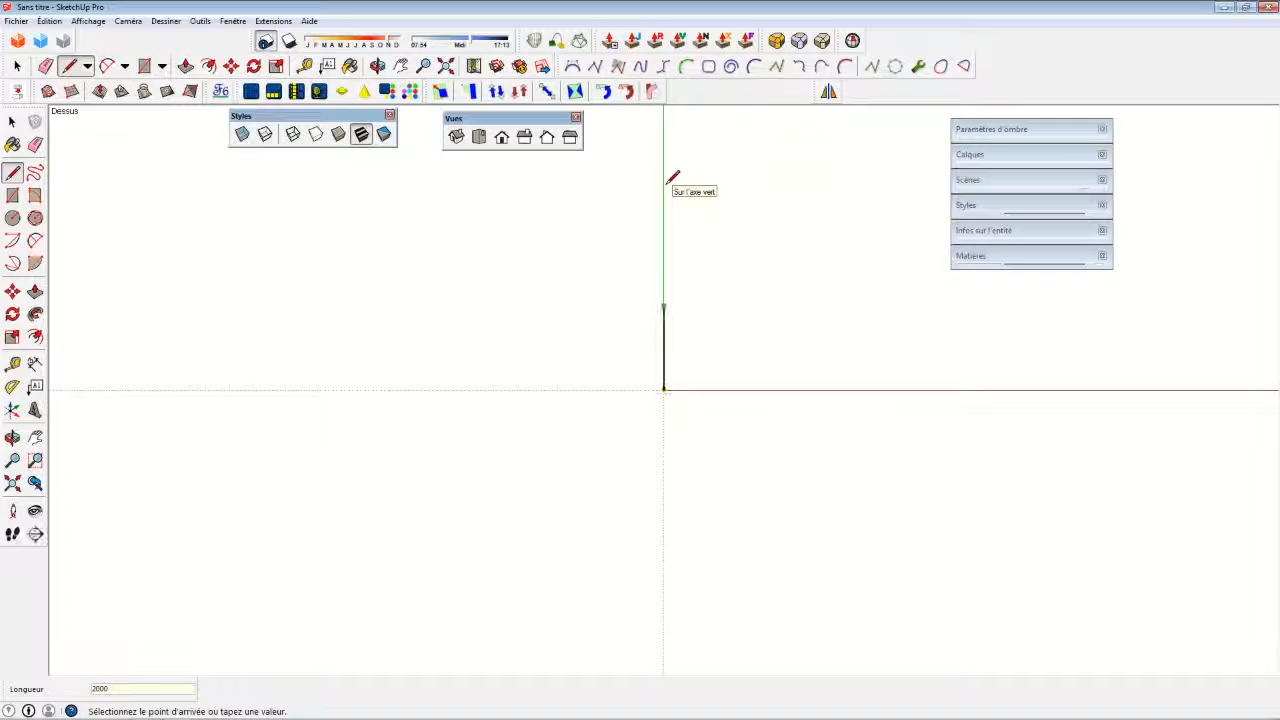 Sans titre - SketchUp Pro
Fichier Édition Affichage Caméra Dessiner Outils Fenêtre Extensions Aide
J F M A M J J A S O N D
07:54 Midi 17:13
Dessus
Styles
Vues
Paramètres d'ombre
Calques
Scènes
Styles
Infos sur l'entité
Matières
Sur l'axe vert
Longueur 2000
Sélectionnez le point d'arrivée ou tapez une valeur.